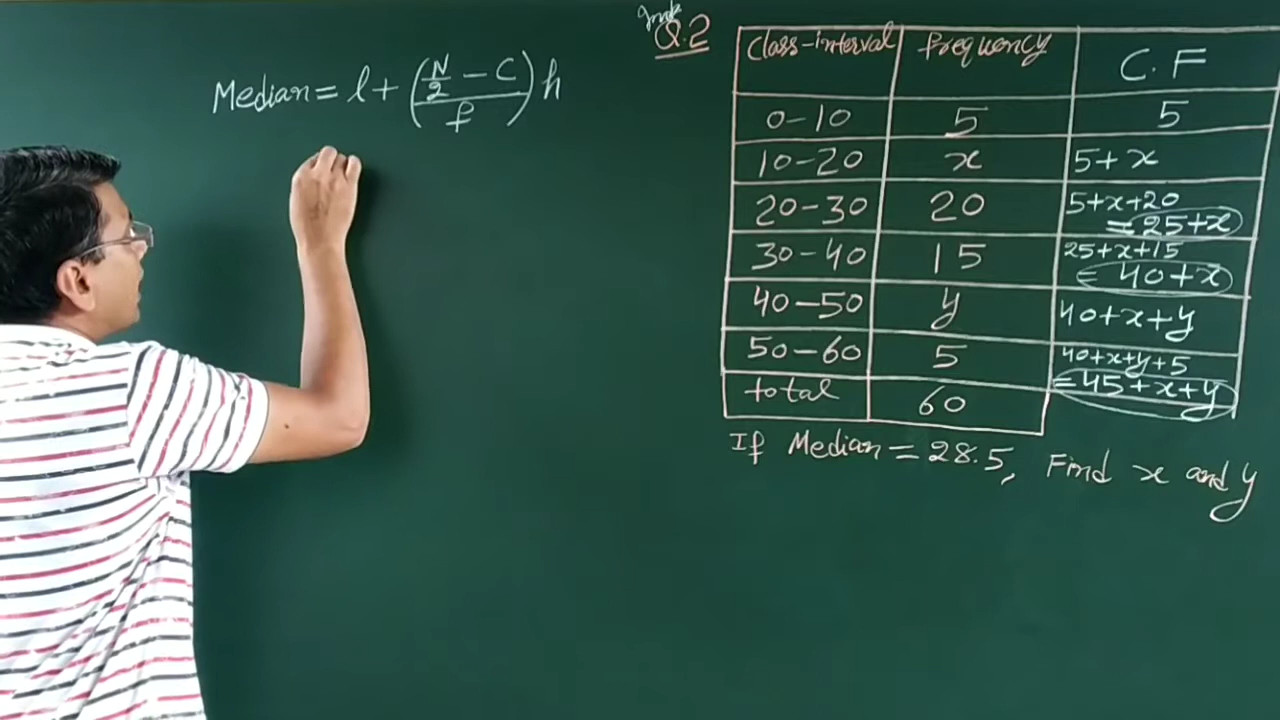 Median = l + (N/2 - C / f) h
Q.2
Class-interval frequency C.F
0-10 5 5
10-20 x 5+x
20-30 20 5+x+20
= 25+x
30-40 15 25+x+15
= 40+x
40-50 y 40+x+y
50-60 5 40+x+y+5
= 45+x+y
total 60
If Median = 28.5, Find x and y